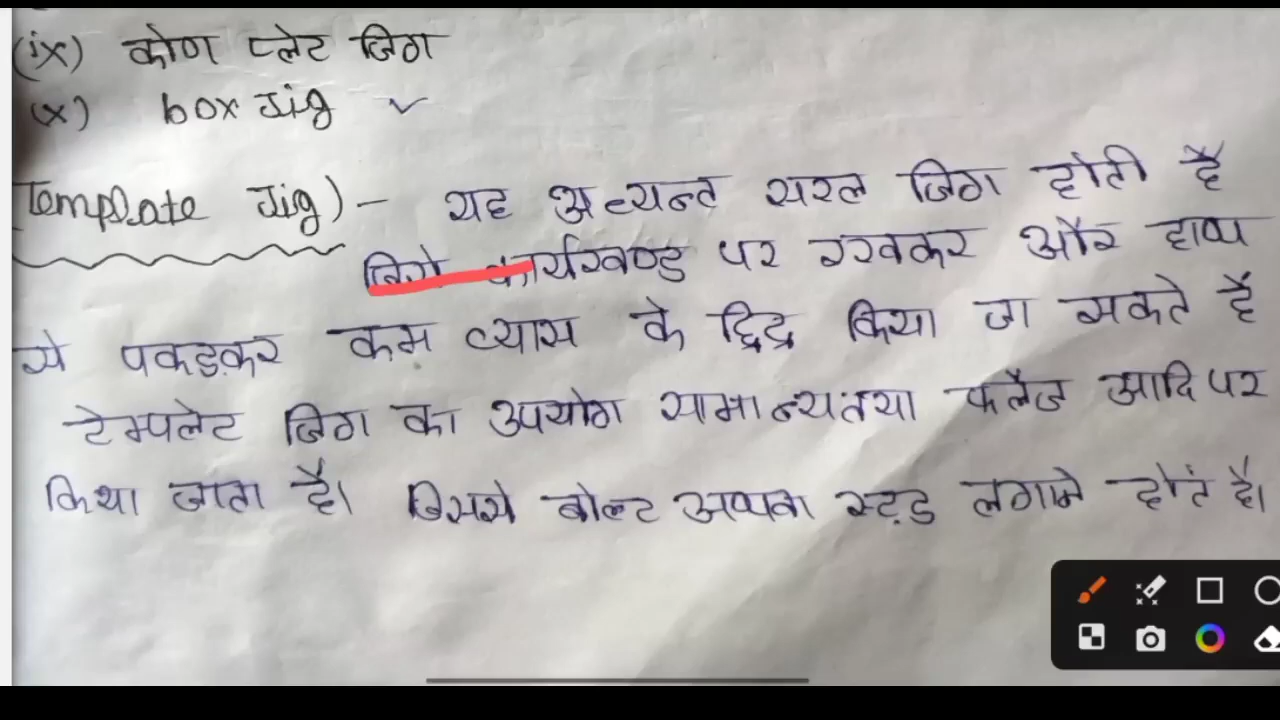 (ix) कोण प्लेट जिग
(x) box Jig
Template Jig) - यह अत्यन्त सरल जिग होती है
जिसे कार्यखण्ड पर रखकर और हाथ
से पकड़कर कम व्यास के छिद्र किया जा सकते हैं
टेम्पलेट जिग का उपयोग सामान्यतया फ्लैंज आदि पर
किया जाता है। जिससे बोल्ट अथवा स्टड लगाने होते है।